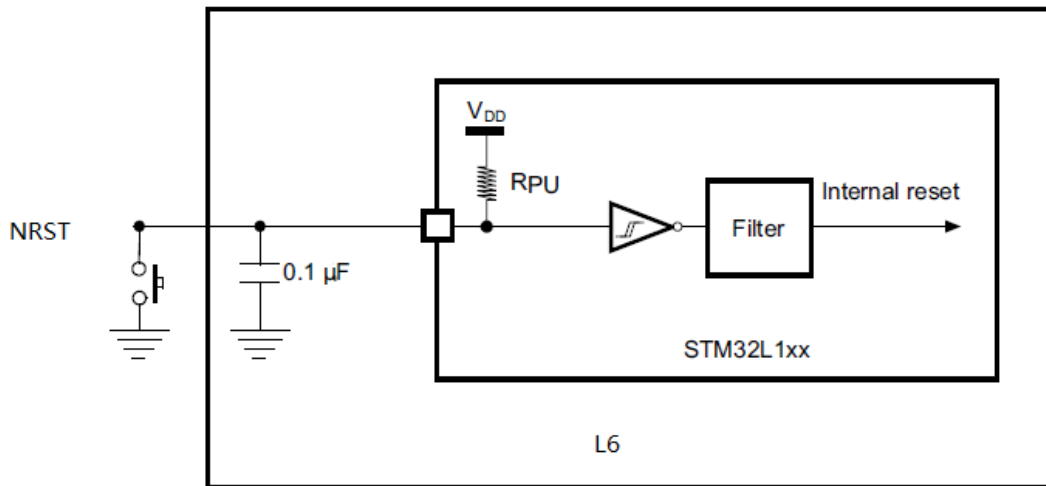 VDD
RPU
Internal reset
NRST
Filter
0.1 µF
STM32L1xx
L6